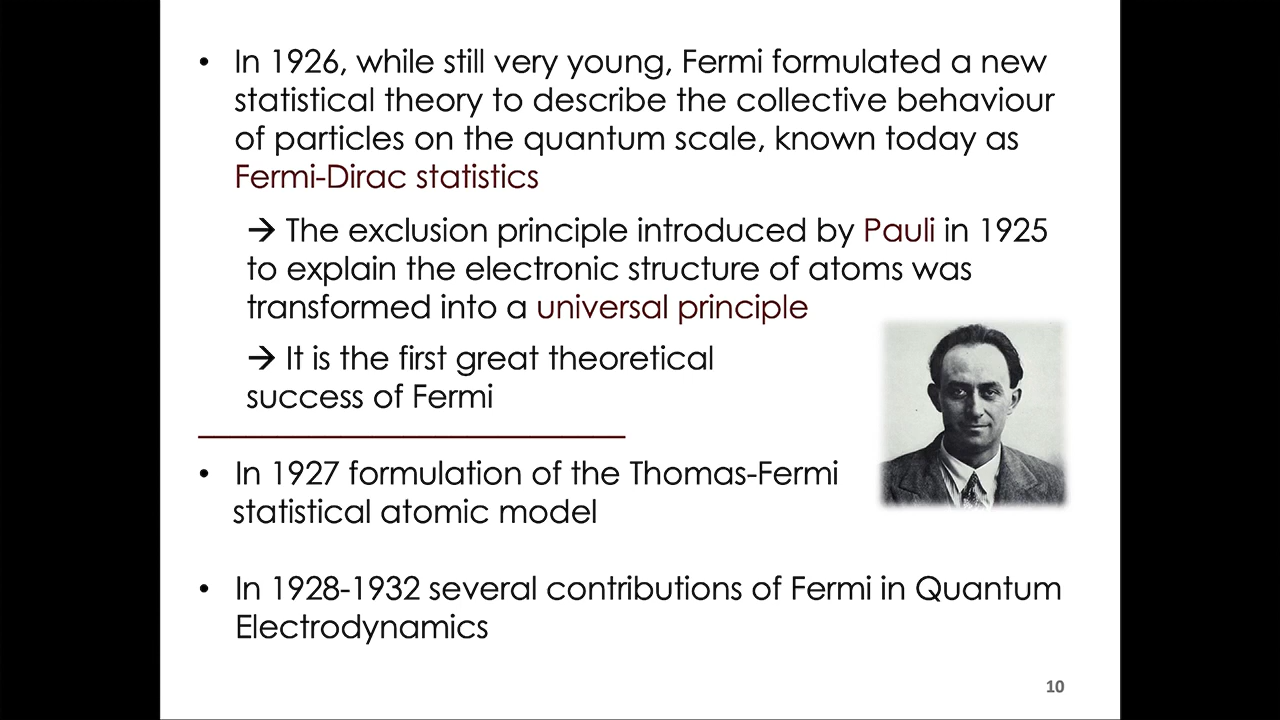 • In 1926, while still very young, Fermi formulated a new
statistical theory to describe the collective behaviour
of particles on the quantum scale, known today as
Fermi-Dirac statistics
→ The exclusion principle introduced by Pauli in 1925
to explain the electronic structure of atoms was
transformed into a universal principle
→ It is the first great theoretical
success of Fermi
• In 1927 formulation of the Thomas-Fermi
statistical atomic model
• In 1928-1932 several contributions of Fermi in Quantum
Electrodynamics
10